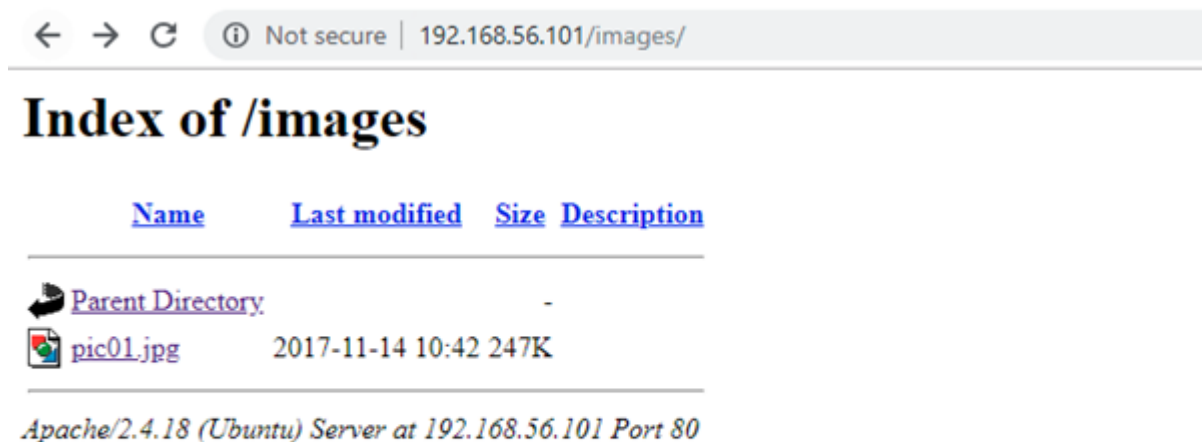 Not secure | 192.168.56.101/images/
Index of /images
Name Last modified Size Description
Parent Directory -
pic01.jpg 2017-11-14 10:42 247K
Apache/2.4.18 (Ubuntu) Server at 192.168.56.101 Port 80